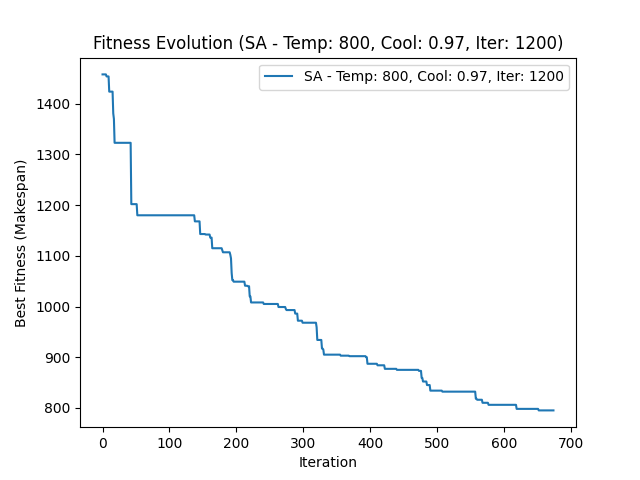 Fitness Evolution (SA - Temp: 800, Cool: 0.97, Iter: 1200)
SA - Temp: 800, Cool: 0.97, Iter: 1200
Best Fitness (Makespan)
1400
1300
1200
1100
1000
900
800
0 100 200 300 400 500 600 700
Iteration